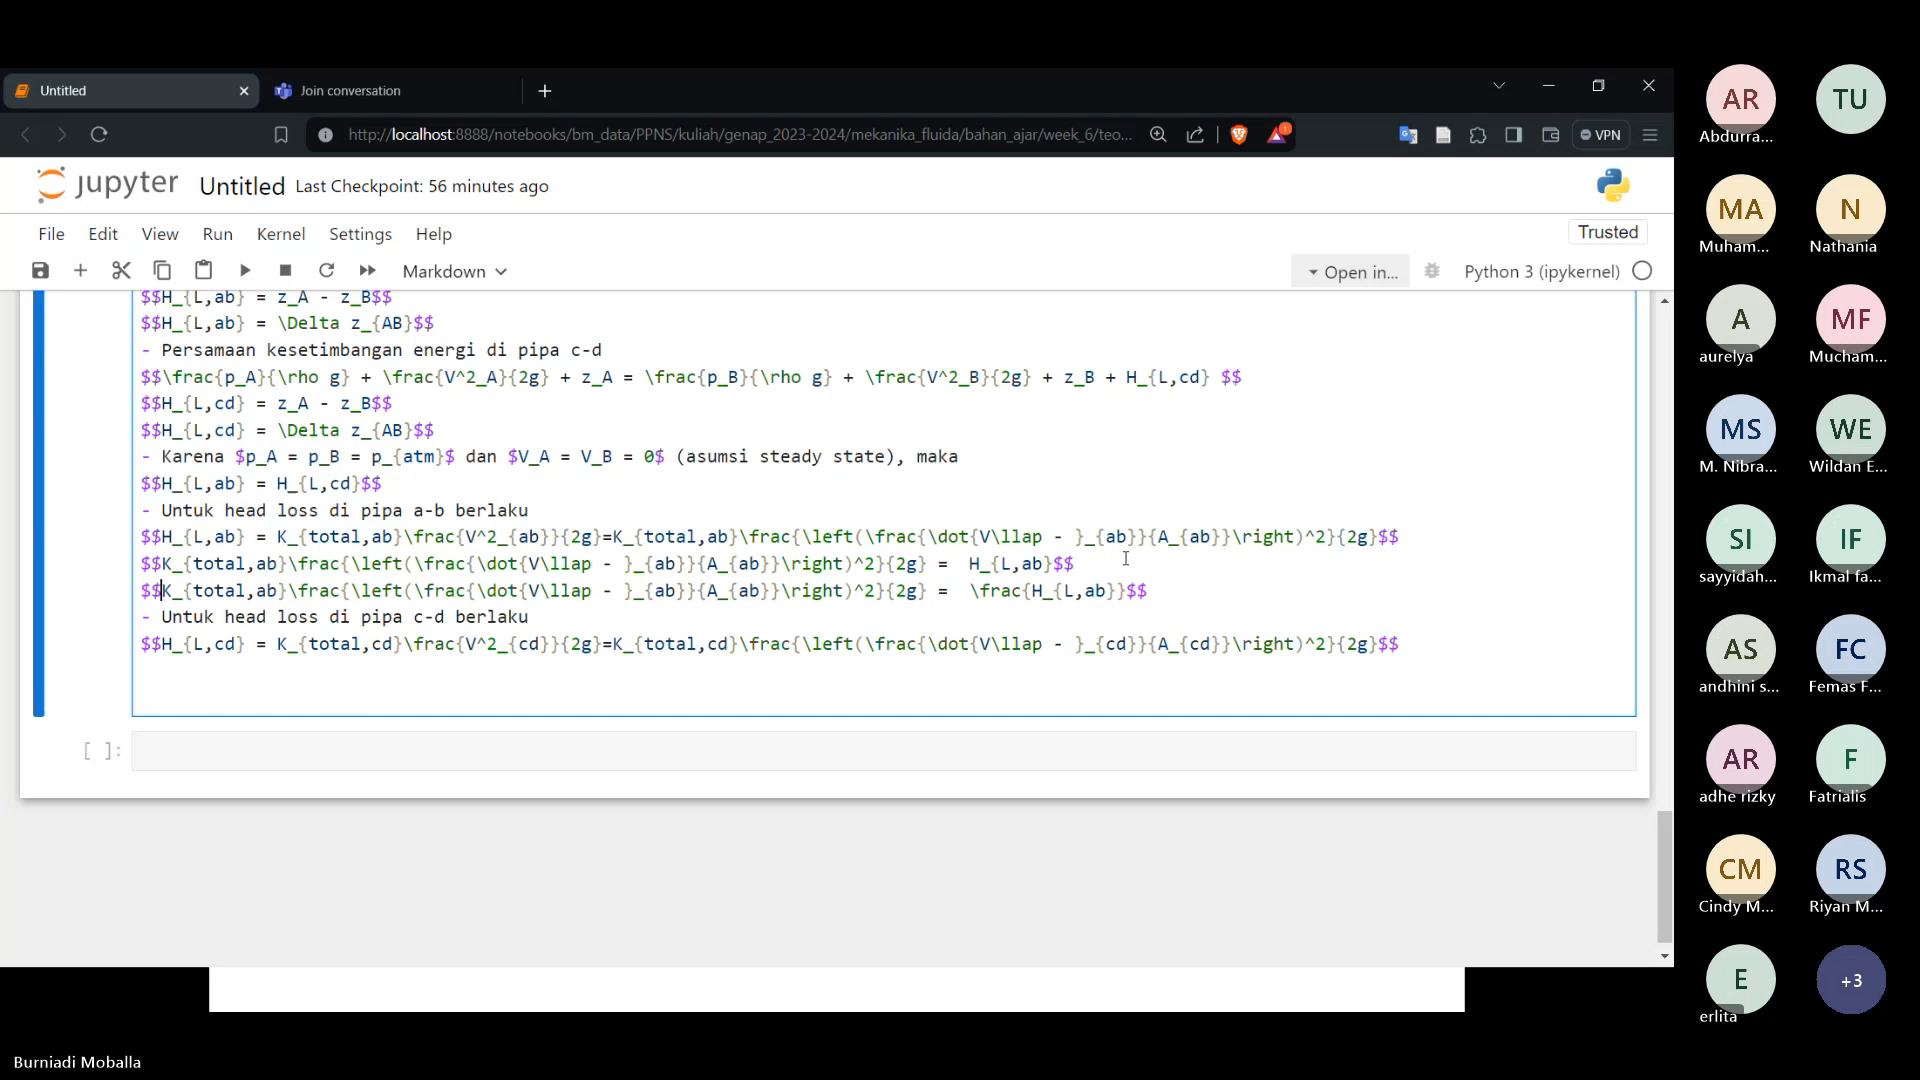 Untitled
Join conversation
http://localhost:8888/notebooks/bm_data/PPNS/kuliah/genap_2023-2024/mekanika_fluida/bahan_ajar/week_6/teo...
VPN
jupyter Untitled Last Checkpoint: 56 minutes ago
File Edit View Run Kernel Settings Help
Trusted
Markdown
Open in...
Python 3 (ipykernel)
$$H_{L,ab} = z_A - z_B$$
$$H_{L,ab} = \Delta z_{AB}$$
- Persamaan kesetimbangan energi di pipa c-d
$$\frac{p_A}{\rho g} + \frac{V^2_A}{2g} + z_A = \frac{p_B}{\rho g} + \frac{V^2_B}{2g} + z_B + H_{L,cd} $$
$$H_{L,cd} = z_A - z_B$$
$$H_{L,cd} = \Delta z_{AB}$$
- Karena $p_A = p_B = p_{atm}$ dan $V_A = V_B = 0$ (asumsi steady state), maka
$$H_{L,ab} = H_{L,cd}$$
- Untuk head loss di pipa a-b berlaku
$$H_{L,ab} = K_{total,ab}\frac{V^2_{ab}}{2g}=K_{total,ab}\frac{\left(\frac{\dot{V\llap - }_{ab}}{A_{ab}}\right)^2}{2g}$$
$$K_{total,ab}\frac{\left(\frac{\dot{V\llap - }_{ab}}{A_{ab}}\right)^2}{2g} =  H_{L,ab}$$
$$K_{total,ab}\frac{\left(\frac{\dot{V\llap - }_{ab}}{A_{ab}}\right)^2}{2g} =  \frac{H_{L,ab}}$$
- Untuk head loss di pipa c-d berlaku
$$H_{L,cd} = K_{total,cd}\frac{V^2_{cd}}{2g}=K_{total,cd}\frac{\left(\frac{\dot{V\llap - }_{cd}}{A_{cd}}\right)^2}{2g}$$
[ ]:
AR TU
Abdurra...
MA N
Muham... Nathania
A MF
aurelya Mucham...
MS WE
M. Nibra... Wildan E...
SI IF
sayyidah... Ikmal fa...
AS FC
andhini s... Femas F...
AR F
adhe rizky Fatrialis
CM RS
Cindy M... Riyan M...
E +3
erlita
Burniadi Moballa